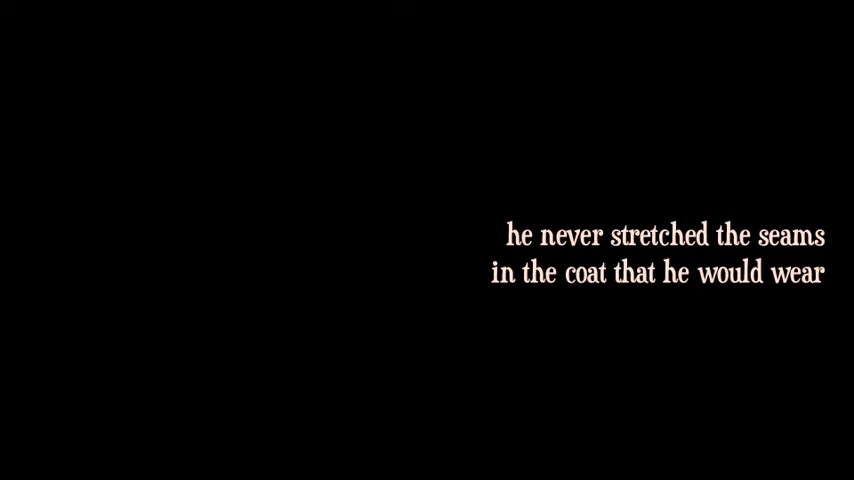 he never stretched the seams
in the coat that he would wear